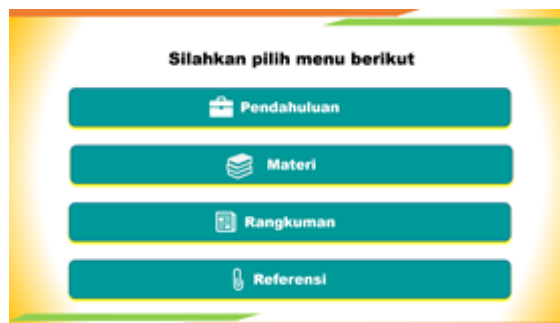 Silahkan pilih menu berikut
Pendahuluan
Materi
Rangkuman
Referensi